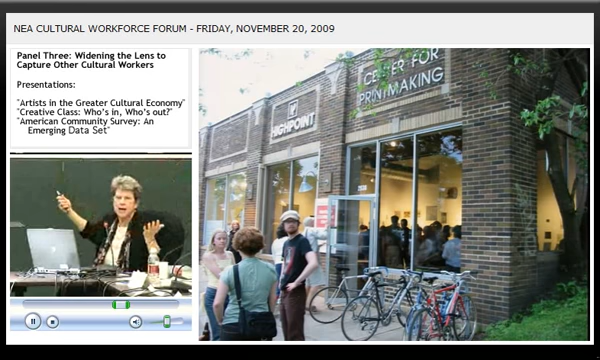 NEA CULTURAL WORKFORCE FORUM - FRIDAY, NOVEMBER 20, 2009
Panel Three: Widening the Lens to
Capture Other Cultural Workers
Presentations:
"Artists in the Greater Cultural Economy"
"Creative Class: Who's in, Who's out?"
"American Community Survey: An
Emerging Data Set"
HIGHPOINT
CENTER FOR
PRINTMAKING